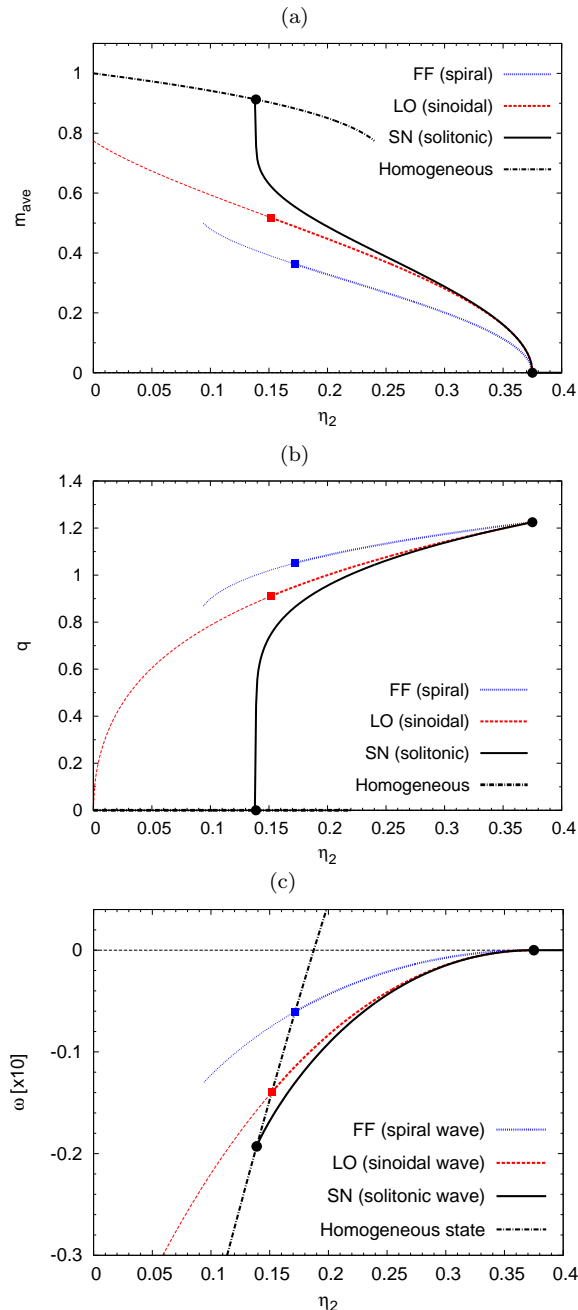 (a)
1
0.8
0.6
0.4
0.2
0
m_ave
FF (spiral)
LO (sinoidal)
SN (solitonic)
Homogeneous
0 0.05 0.1 0.15 0.2 0.25 0.3 0.35 0.4
η_2
(b)
1.4
1.2
1
0.8
0.6
0.4
0.2
0
q
FF (spiral)
LO (sinoidal)
SN (solitonic)
Homogeneous
0 0.05 0.1 0.15 0.2 0.25 0.3 0.35 0.4
η_2
(c)
0
-0.1
-0.2
-0.3
ω [x10]
FF (spiral wave)
LO (sinoidal wave)
SN (solitonic wave)
Homogeneous state
0 0.05 0.1 0.15 0.2 0.25 0.3 0.35 0.4
η_2